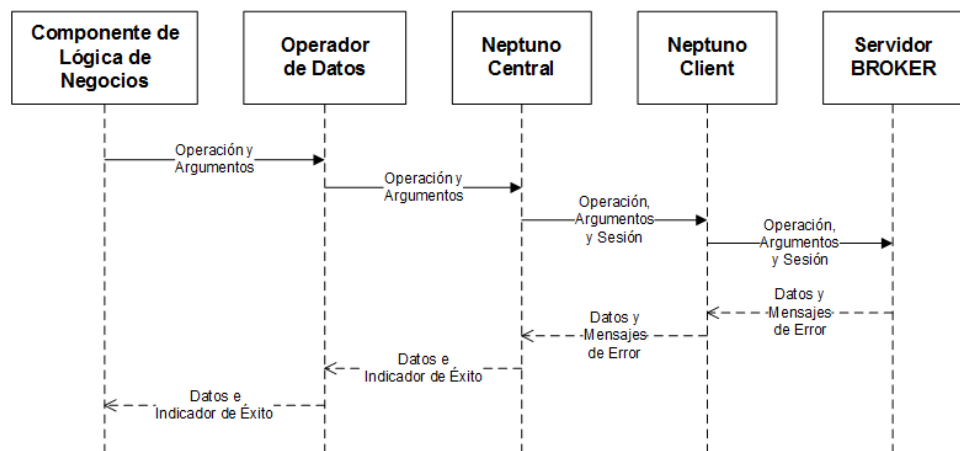 Componente de
Lógica de
Negocios
Operador
de Datos
Neptuno
Central
Neptuno
Client
Servidor
BROKER
Operación y
Argumentos
Operación y
Argumentos
Operación,
Argumentos
y Sesión
Operación,
Argumentos
y Sesión
Datos y
Mensajes
de Error
Datos y
Mensajes
de Error
Datos e
Indicador de Éxito
Datos e
Indicador de Éxito